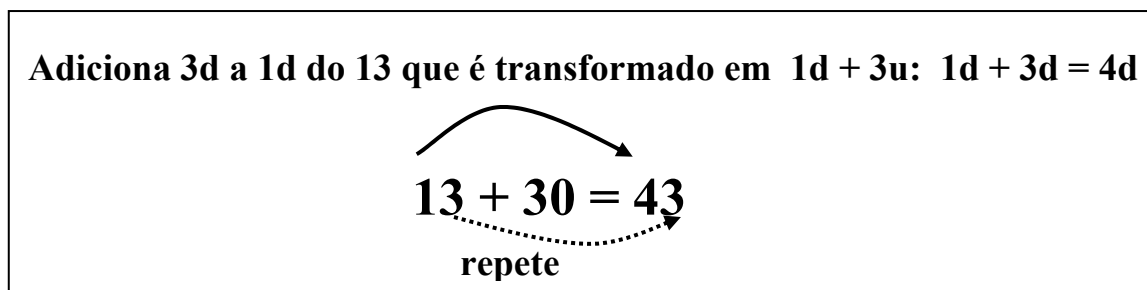 Adiciona 3d a 1d do 13 que é transformado em 1d + 3u: 1d + 3d = 4d
13 + 30 = 43
repete